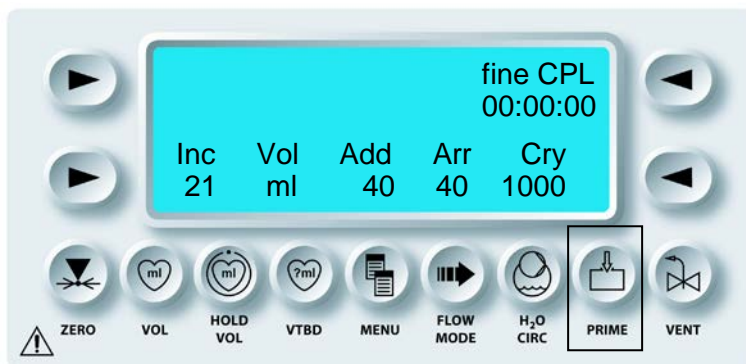 fine CPL
00:00:00
Inc Vol Add Arr Cry
21 ml 40 40 1000
ml ml ?ml
ZERO VOL HOLD VOL VTBD MENU FLOW MODE H₂O CIRC PRIME VENT